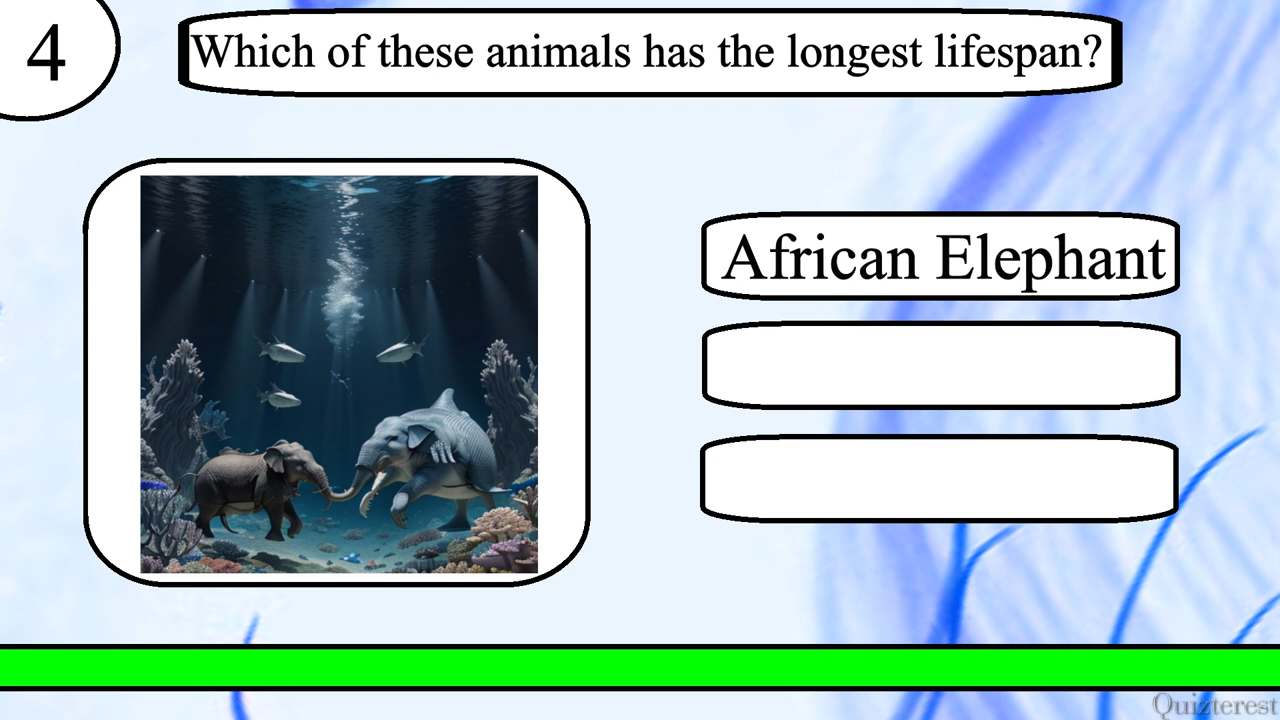 4
Which of these animals has the longest lifespan?
African Elephant
Quizterest